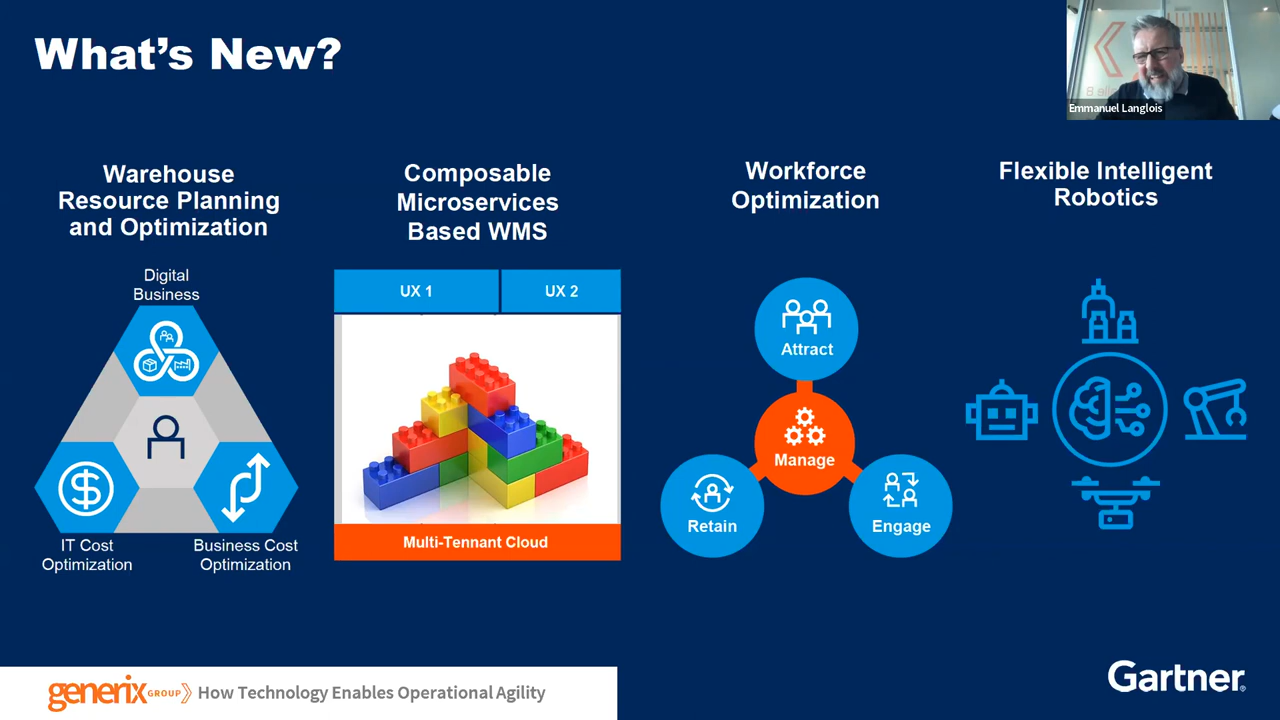 What's New?
Emmanuel Langlois
Warehouse
Resource Planning
and Optimization
Digital
Business
IT Cost
Optimization
Business Cost
Optimization
Composable
Microservices
Based WMS
UX 1
UX 2
Multi-Tennant Cloud
Workforce
Optimization
Attract
Manage
Retain
Engage
Flexible Intelligent
Robotics
generix GROUP
How Technology Enables Operational Agility
Gartner®